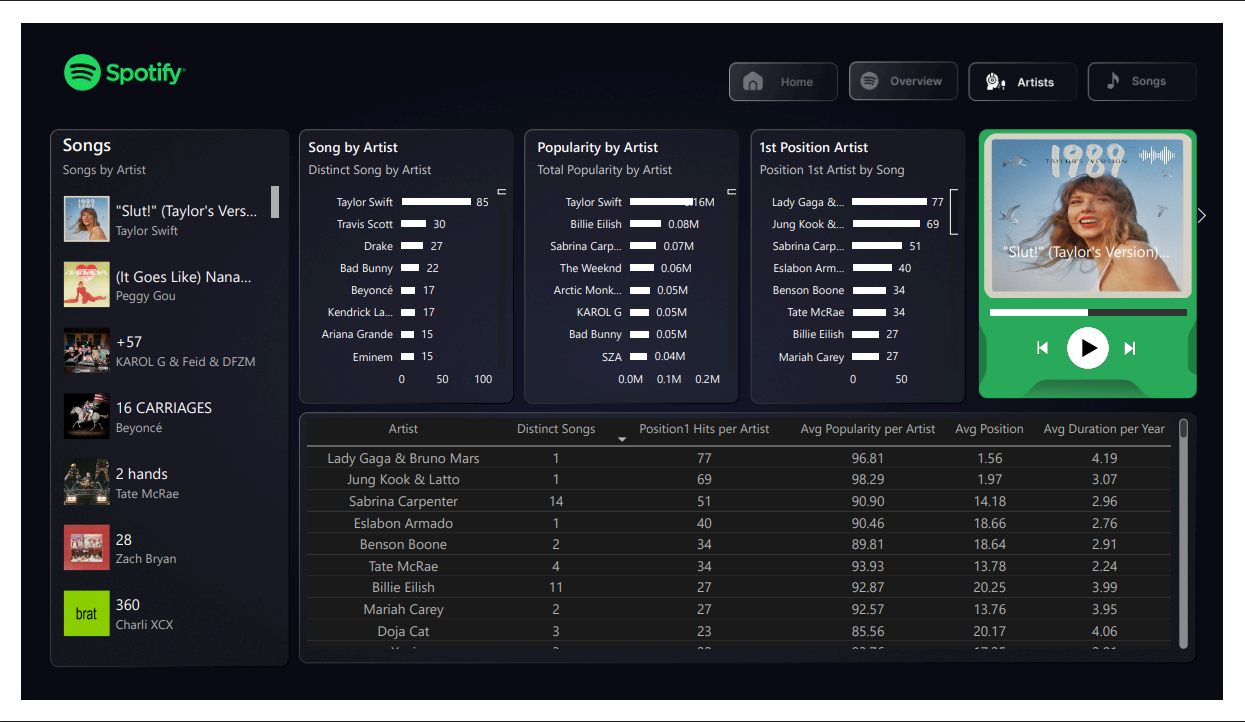 Spotify
Home
Overview
Artists
Songs
Songs
Songs by Artist
"Slut!" (Taylor's Vers...
Taylor Swift
(It Goes Like) Nana...
Peggy Gou
+57
KAROL G & Feid & DFZM
16 CARRIAGES
Beyoncé
2 hands
Tate McRae
28
Zach Bryan
brat
360
Charli XCX
Song by Artist
Distinct Song by Artist
Taylor Swift 85
Travis Scott 30
Drake 27
Bad Bunny 22
Beyoncé 17
Kendrick La... 17
Ariana Grande 15
Eminem 15
0 50 100
Popularity by Artist
Total Popularity by Artist
Taylor Swift 0.16M
Billie Eilish 0.08M
Sabrina Carp... 0.07M
The Weeknd 0.06M
Arctic Monk... 0.05M
KAROL G 0.05M
Bad Bunny 0.05M
SZA 0.04M
0.0M 0.1M 0.2M
1st Position Artist
Position 1st Artist by Song
Lady Gaga &... 77
Jung Kook &... 69
Sabrina Carp... 51
Eslabon Arm... 40
Benson Boone 34
Tate McRae 34
Billie Eilish 27
Mariah Carey 27
0 50
1989
TAYLOR'S VERSION
"Slut!" (Taylor's Version)...
Artist Distinct Songs Position1 Hits per Artist Avg Popularity per Artist Avg Position Avg Duration per Year
Lady Gaga & Bruno Mars 1 77 96.81 1.56 4.19
Jung Kook & Latto 1 69 98.29 1.97 3.07
Sabrina Carpenter 14 51 90.90 14.18 2.96
Eslabon Armado 1 40 90.46 18.66 2.76
Benson Boone 2 34 89.81 18.64 2.91
Tate McRae 4 34 93.93 13.78 2.24
Billie Eilish 11 27 92.87 20.25 3.99
Mariah Carey 2 27 92.57 13.76 3.95
Doja Cat 3 23 85.56 20.17 4.06